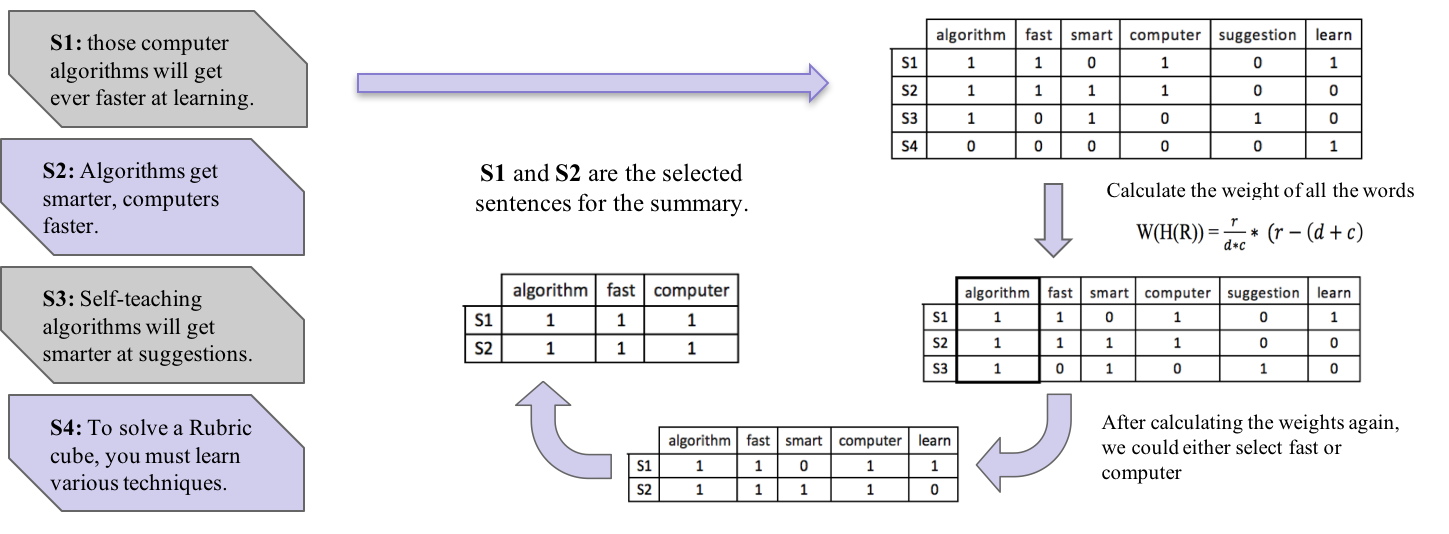 S1: those computer
algorithms will get
ever faster at learning.
S2: Algorithms get
smarter, computers
faster.
S3: Self-teaching
algorithms will get
smarter at suggestions.
S4: To solve a Rubric
cube, you must learn
various techniques.
algorithm fast smart computer suggestion learn
S1 1 1 0 1 0 1
S2 1 1 1 1 0 0
S3 1 0 1 0 1 0
S4 0 0 0 0 0 1
Calculate the weight of all the words
W(H(R)) = r/d*c * (r − (d + c)
algorithm fast smart computer suggestion learn
S1 1 1 0 1 0 1
S2 1 1 1 1 0 0
S3 1 0 1 0 1 0
After calculating the weights again,
we could either select fast or
computer
algorithm fast smart computer learn
S1 1 1 0 1 1
S2 1 1 1 1 0
algorithm fast computer
S1 1 1 1
S2 1 1 1
S1 and S2 are the selected
sentences for the summary.